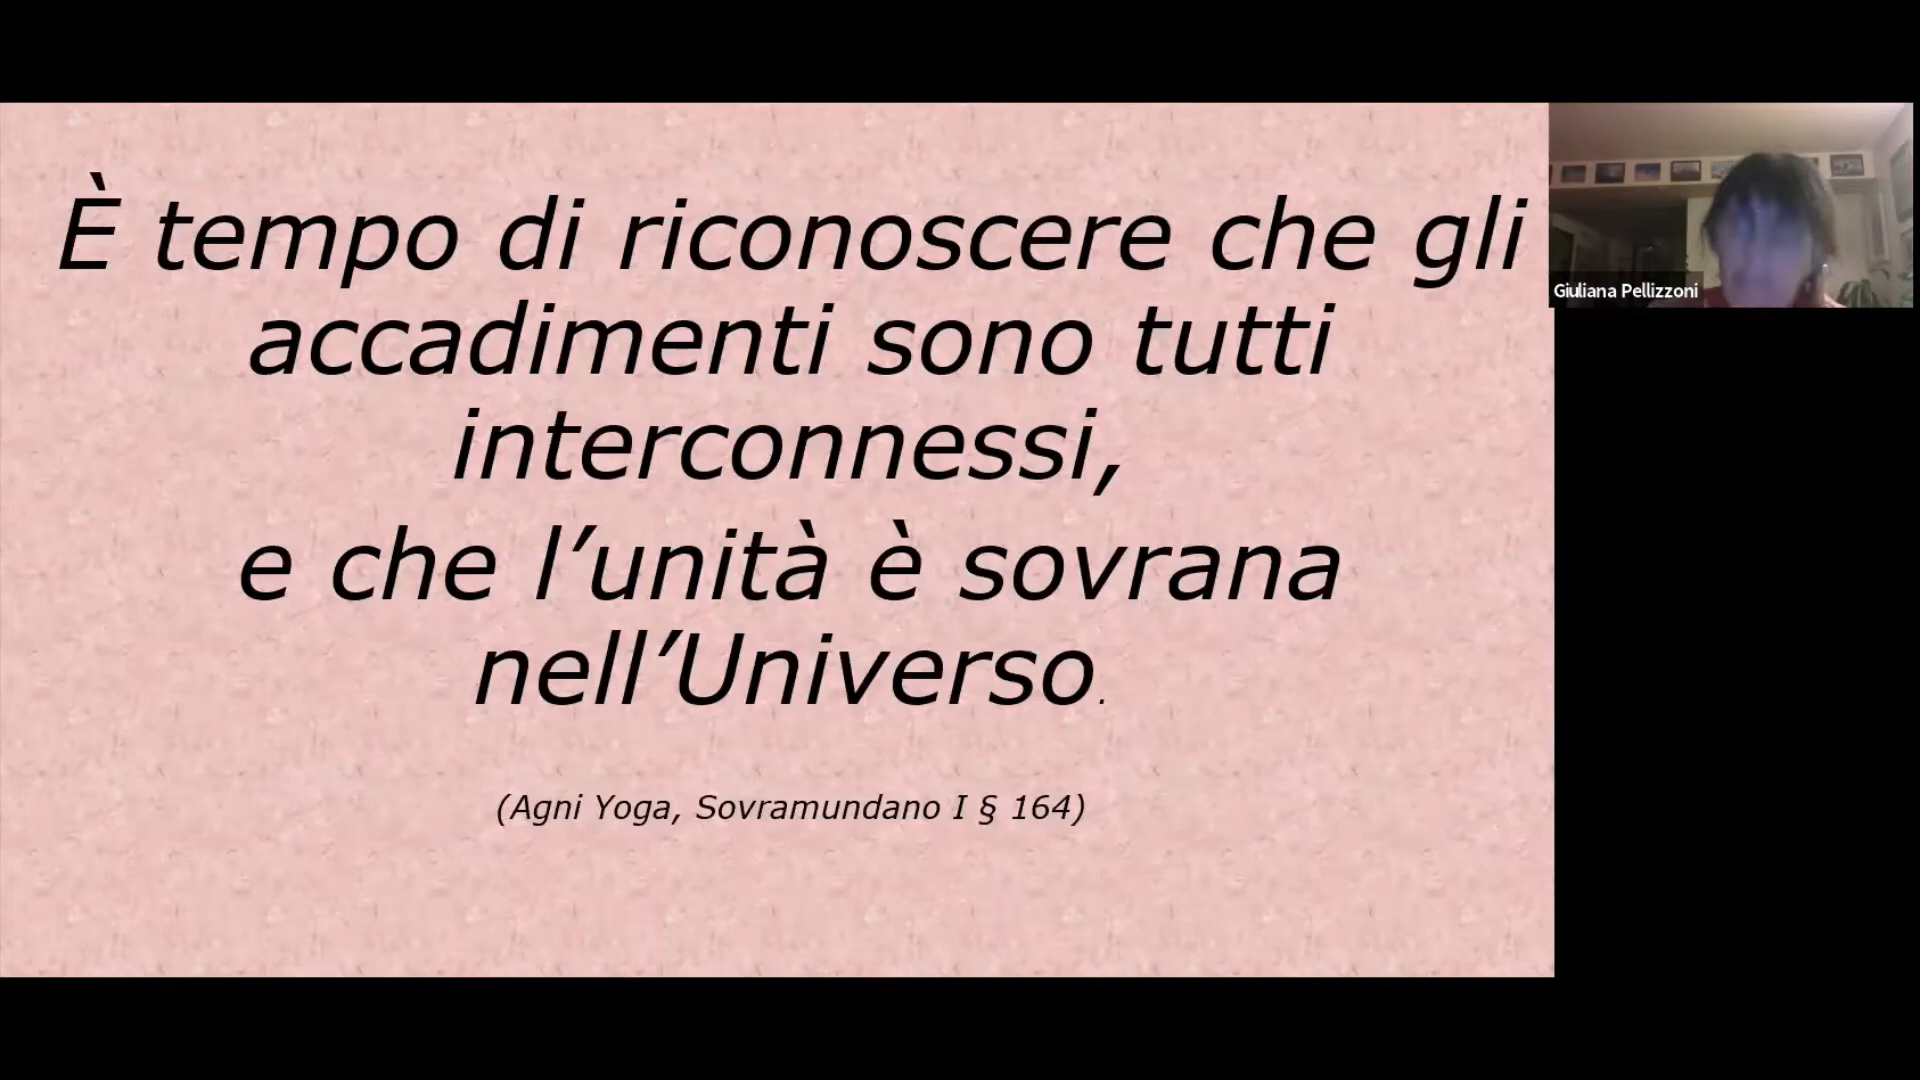 È tempo di riconoscere che gli
accadimenti sono tutti
interconnessi,
e che l’unità è sovrana
nell’Universo.
(Agni Yoga, Sovramundano I § 164)
Giuliana Pellizzoni